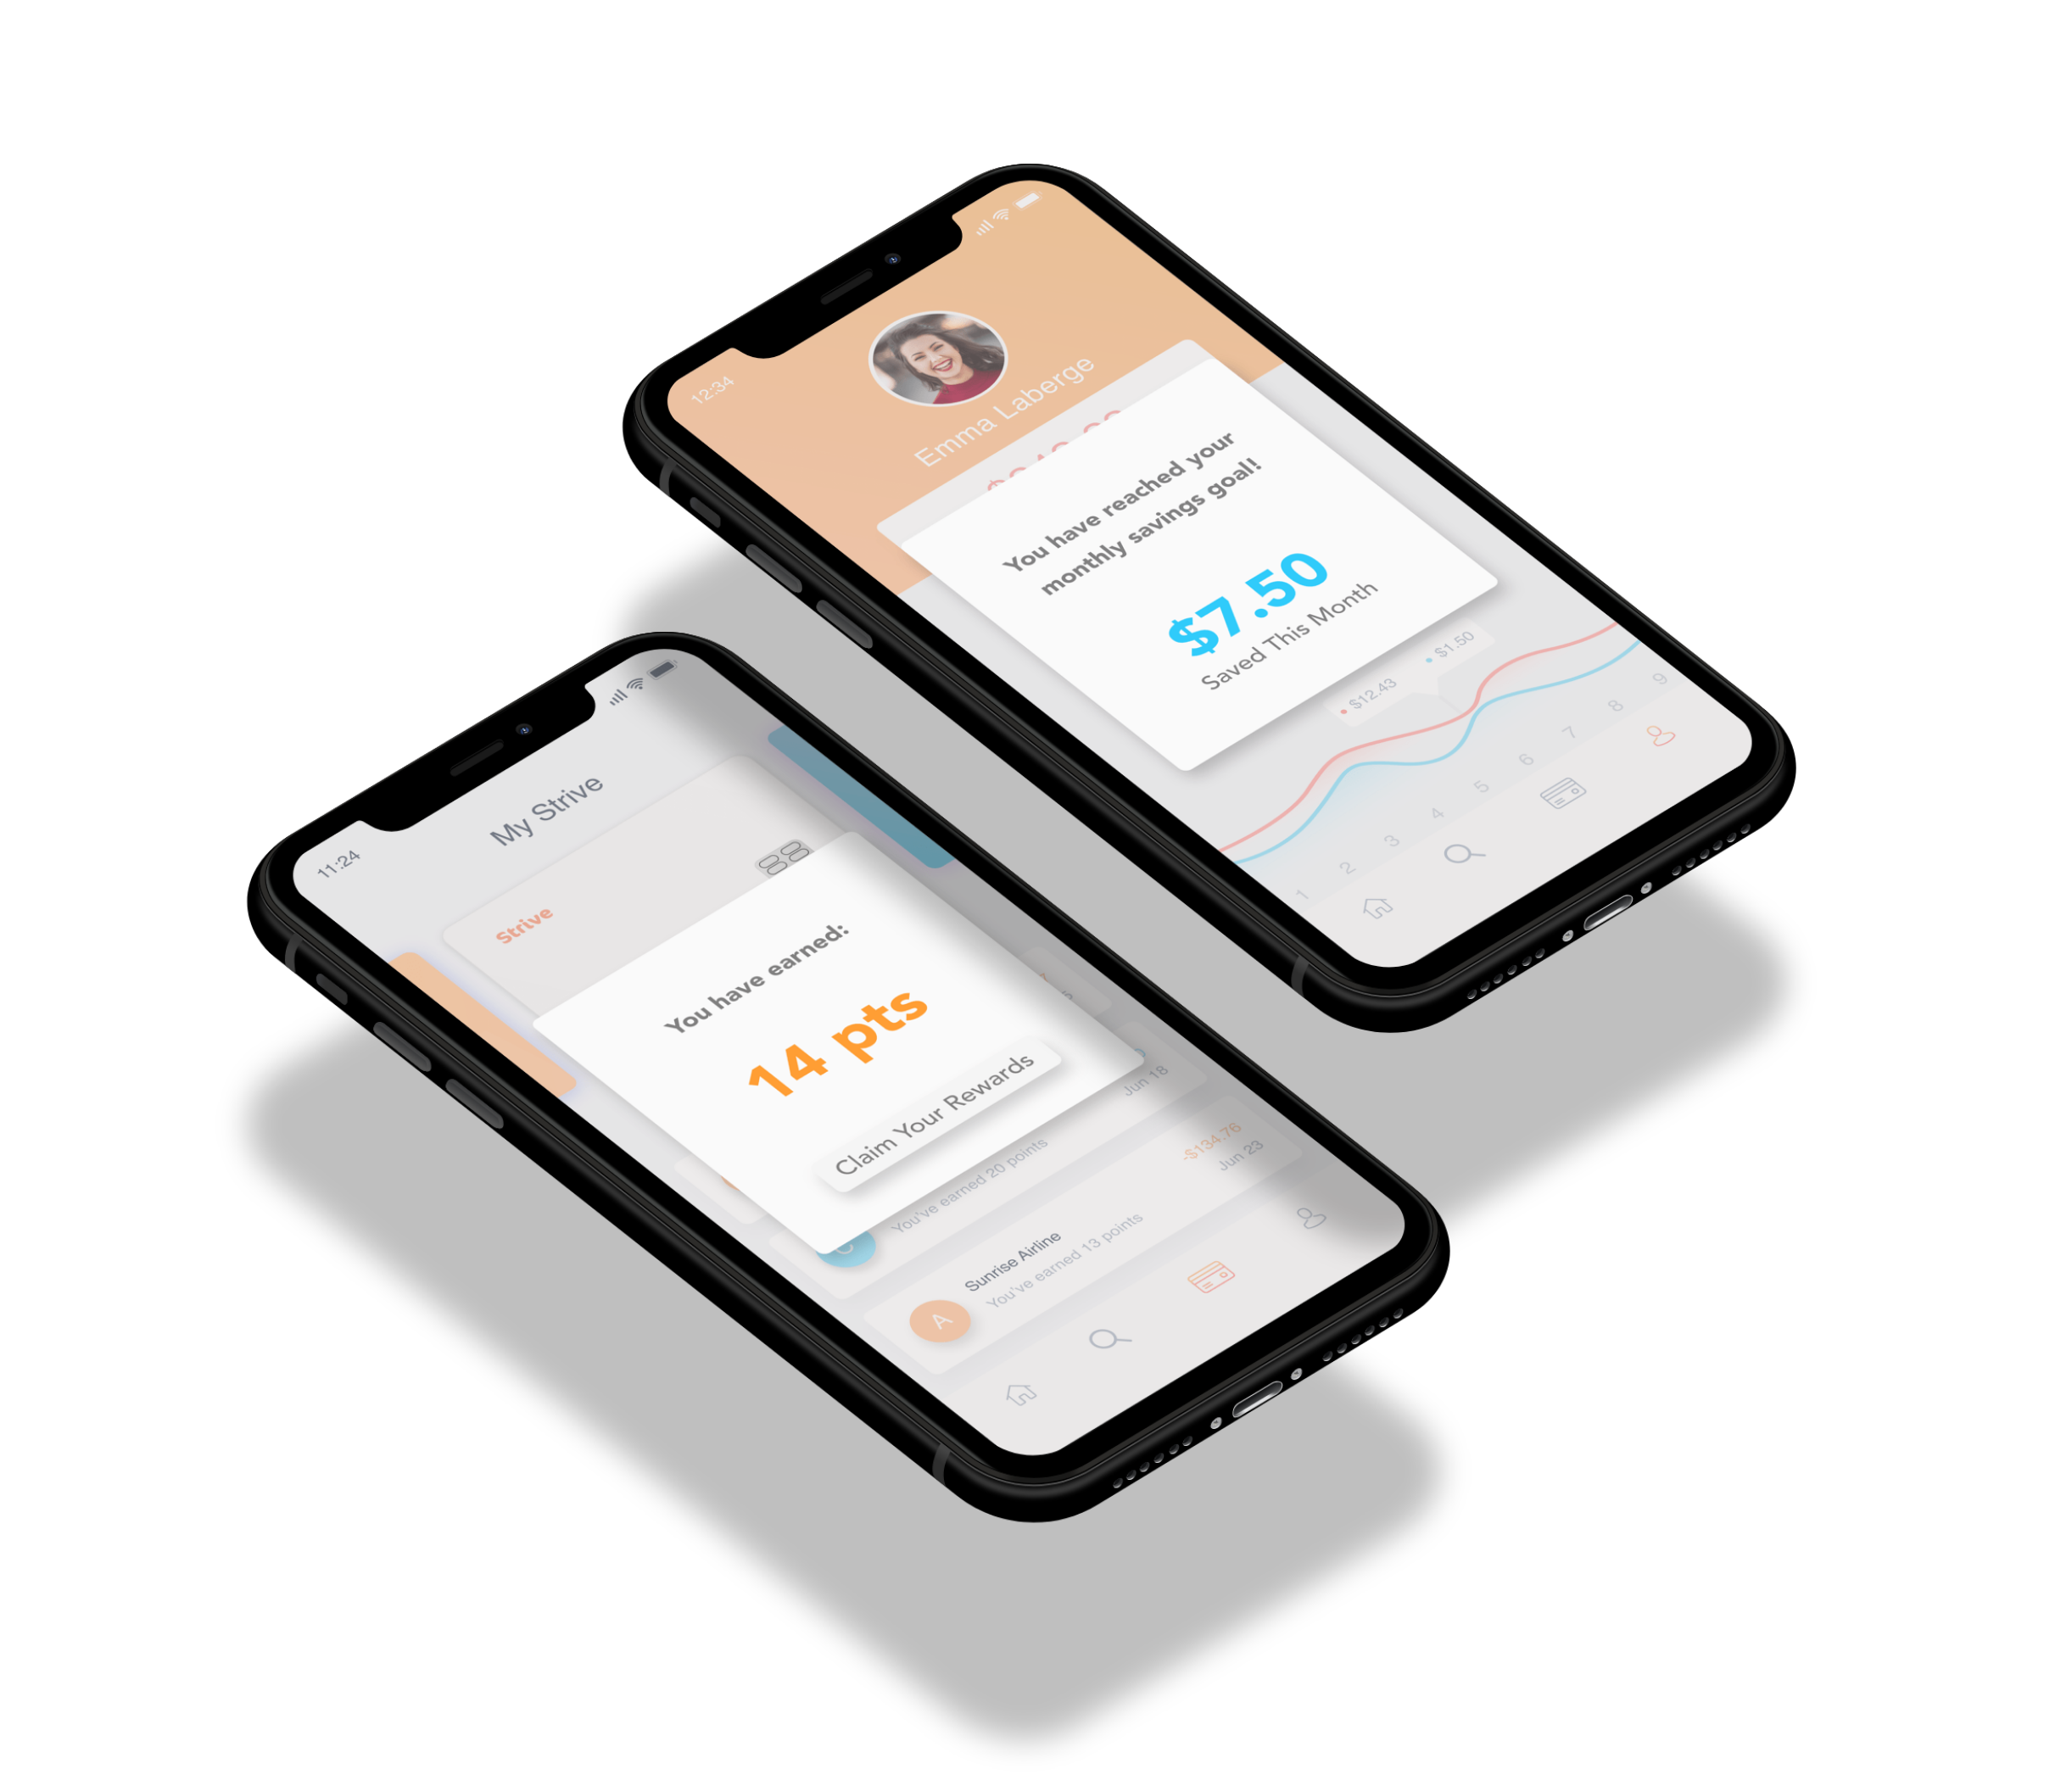 12:34
Emma Laberge
You have reached your
monthly savings goal!
$7.50
Saved This Month
$12.43
$1.50
1 2 3 4 5 6 7 8 9
11:24
My Strive
Strive
You have earned:
14 pts
Claim Your Rewards
Jun 18
You've earned 20 points
-$134.76
Jun 23
Sunrise Airline
You've earned 13 points
A